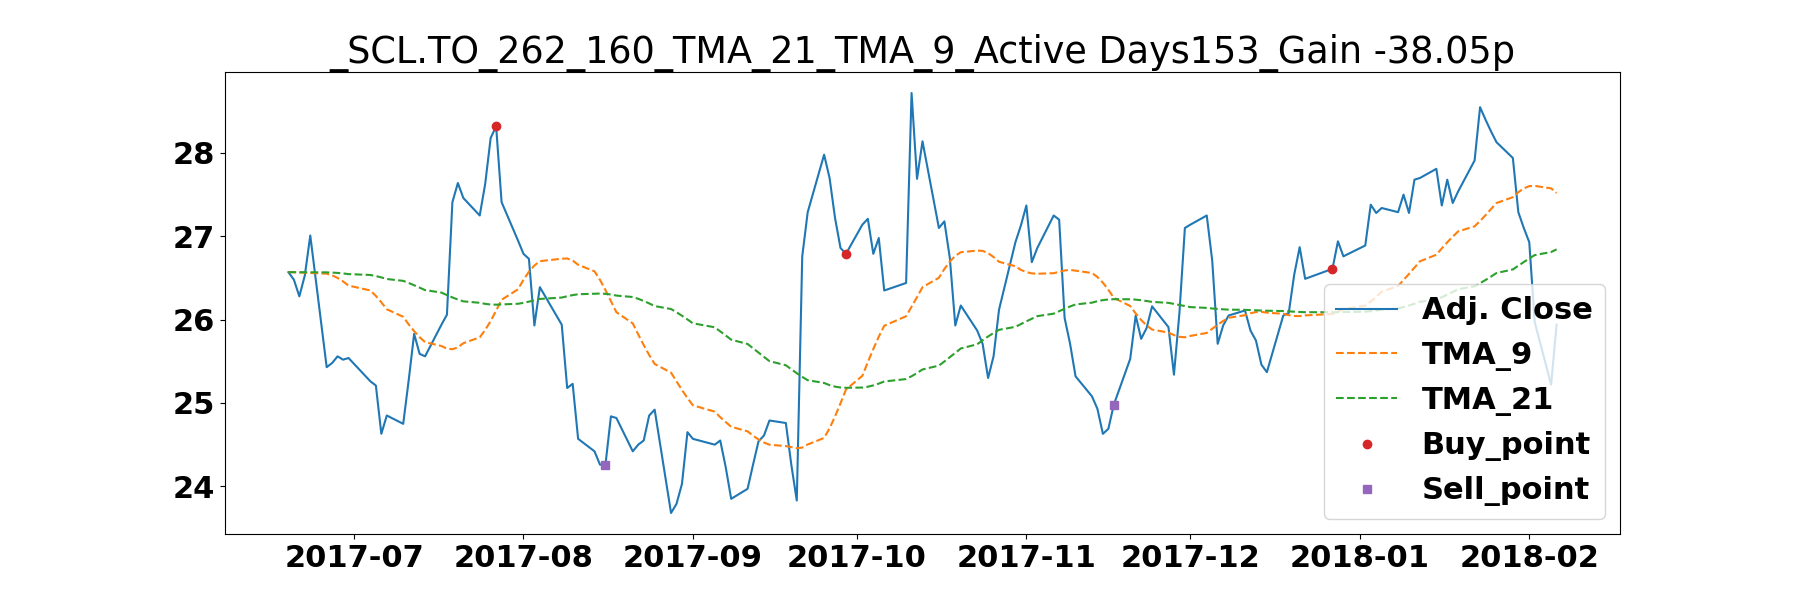 _SCL.TO_262_160_TMA_21_TMA_9_Active Days153_Gain -38.05p
28
27
26
25
24
2017-07 2017-08 2017-09 2017-10 2017-11 2017-12 2018-01 2018-02
Adj. Close
TMA_9
TMA_21
Buy_point
Sell_point